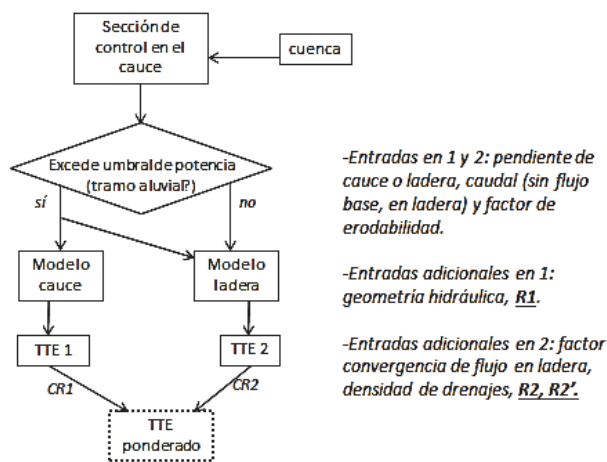 Sección de
control en el
cauce
cuenca
Excede umbral de potencia
(tramo aluvial?)
sí
no
Modelo
cauce
Modelo
ladera
TTE 1
TTE 2
CR1
CR2
TTE
ponderado
-Entradas en 1 y 2: pendiente de
cauce o ladera, caudal (sin flujo
base, en ladera) y factor de
erodabilidad.
-Entradas adicionales en 1:
geometría hidráulica, R1.
-Entradas adicionales en 2: factor
convergencia de flujo en ladera,
densidad de drenajes, R2, R2'.